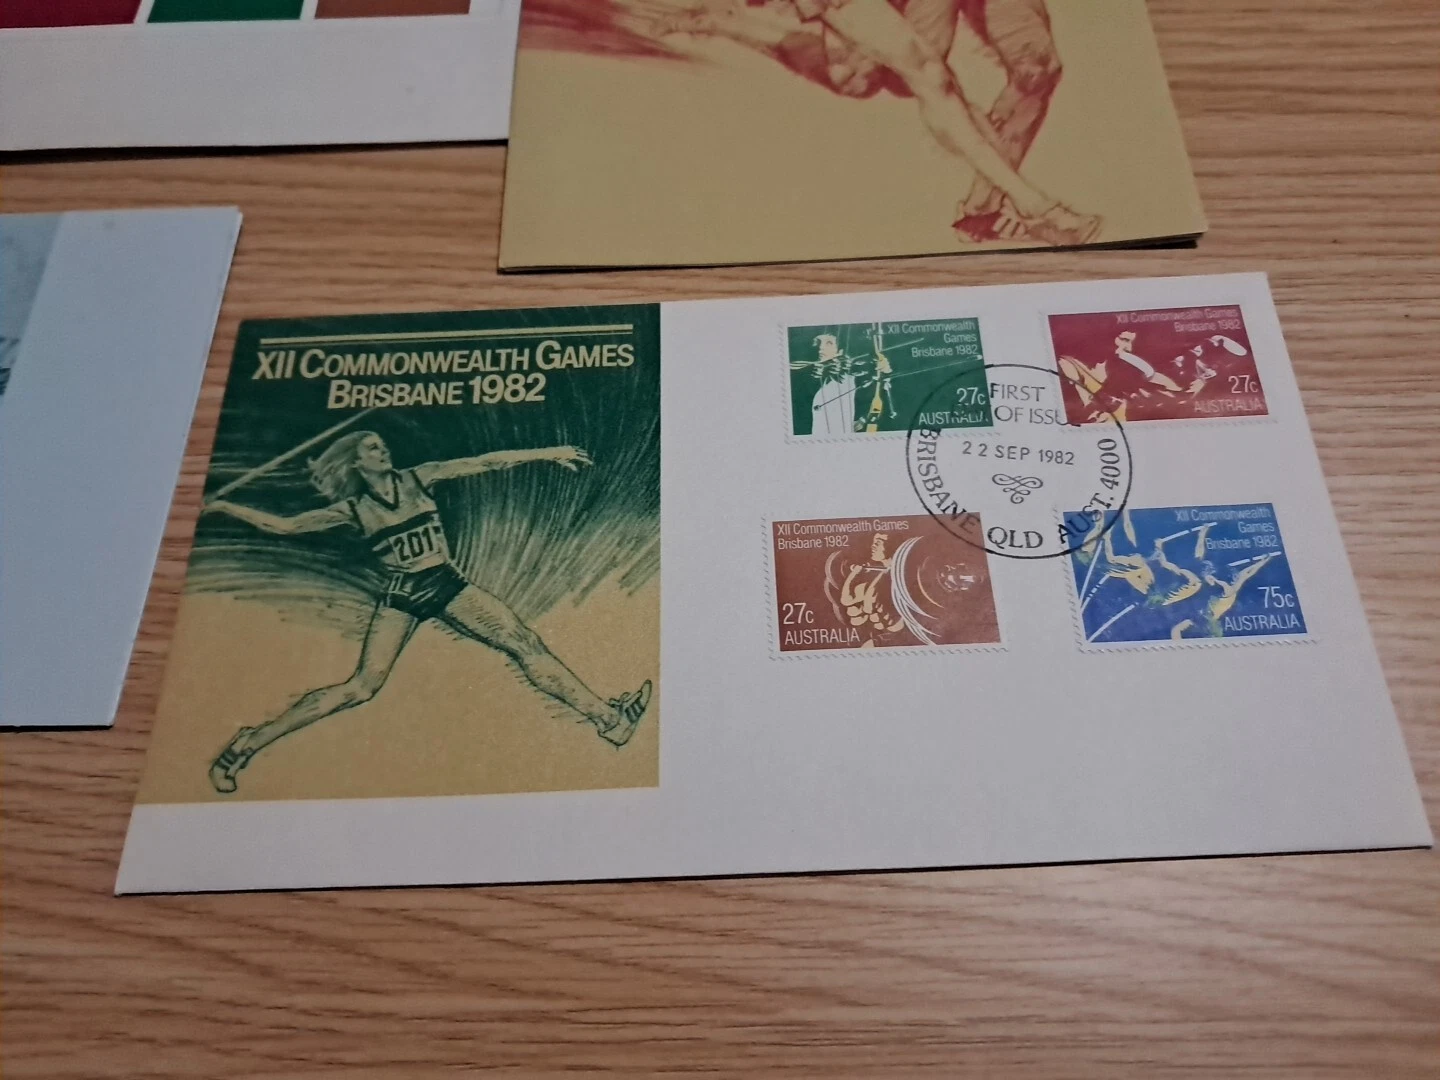 XII COMMONWEALTH GAMES
BRISBANE 1982
201
XII Commonwealth
Games
Brisbane 1982
27c
AUSTRALIA
XII Commonwealth Games
Brisbane 1982
27c
AUSTRALIA
FIRST
OF ISSU
22 SEP 1982
BRISBANE QLD AUST. 4000
XII Commonwealth Games
Brisbane 1982
27c
AUSTRALIA
XII Commonwealth
Games
Brisbane 1982
75c
AUSTRALIA